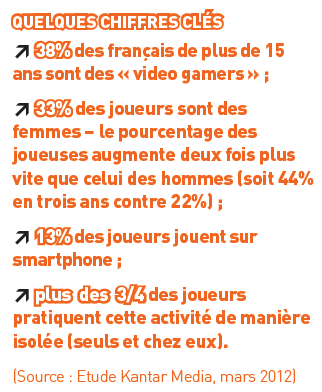 QUELQUES CHIFFRES CLÉS
↗ 38% des français de plus de 15
ans sont des « video gamers » ;
↗ 33% des joueurs sont des
femmes – le pourcentage des
joueuses augmente deux fois plus
vite que celui des hommes (soit 44%
en trois ans contre 22%) ;
↗ 13% des joueurs jouent sur
smartphone ;
↗ plus des 3/4 des joueurs
pratiquent cette activité de manière
isolée (seuls et chez eux).
(Source : Etude Kantar Media, mars 2012)